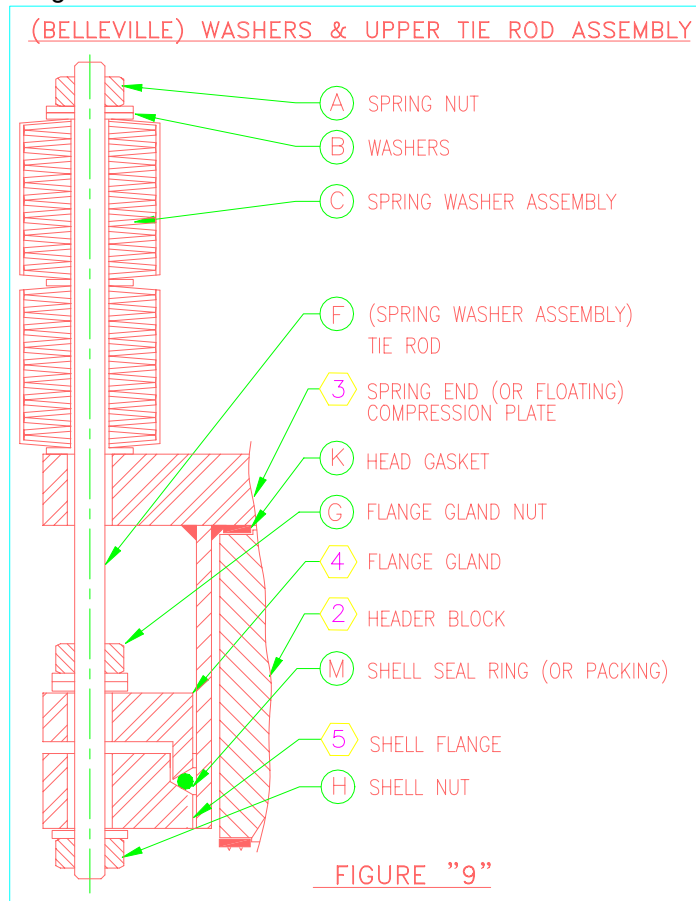 (BELLEVILLE) WASHERS & UPPER TIE ROD ASSEMBLY
A SPRING NUT
B WASHERS
C SPRING WASHER ASSEMBLY
F (SPRING WASHER ASSEMBLY)
TIE ROD
3 SPRING END (OR FLOATING)
COMPRESSION PLATE
K HEAD GASKET
G FLANGE GLAND NUT
4 FLANGE GLAND
2 HEADER BLOCK
M SHELL SEAL RING (OR PACKING)
5 SHELL FLANGE
H SHELL NUT
FIGURE "9"